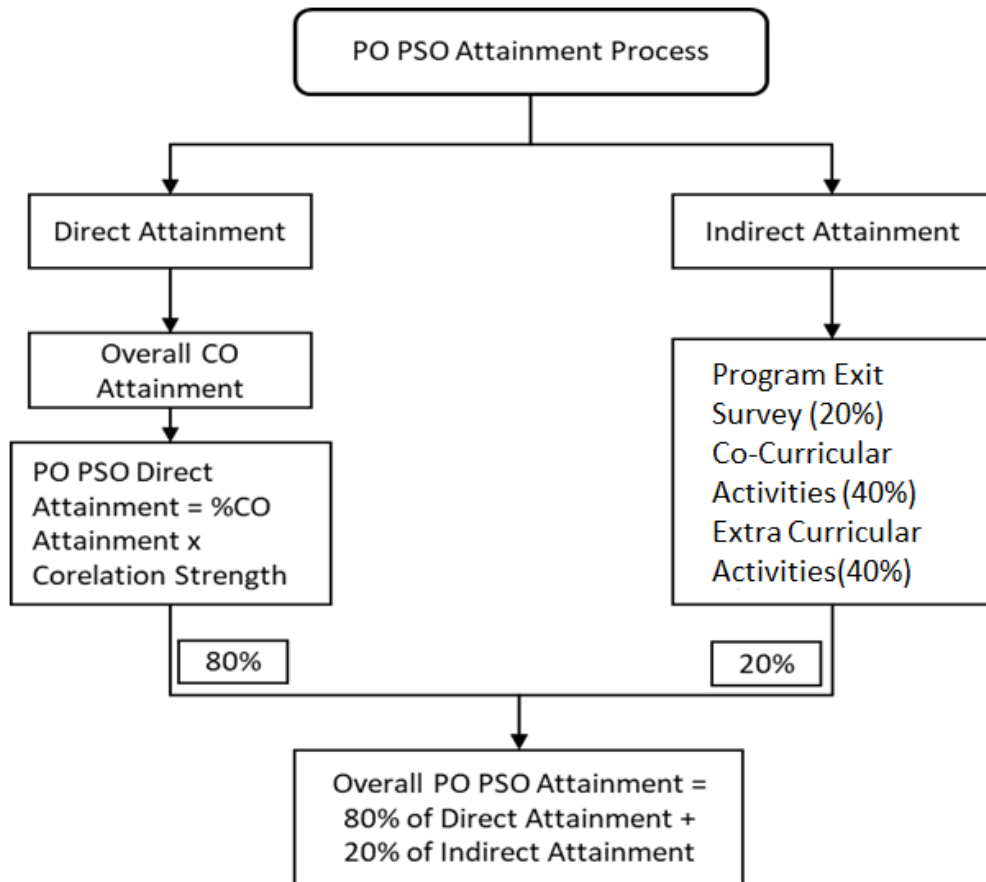 PO PSO Attainment Process
Direct Attainment
Indirect Attainment
Overall CO
Attainment
PO PSO Direct
Attainment = %CO
Attainment x
Corelation Strength
Program Exit
Survey (20%)
Co-Curricular
Activities (40%)
Extra Curricular
Activities(40%)
80%
20%
Overall PO PSO Attainment =
80% of Direct Attainment +
20% of Indirect Attainment